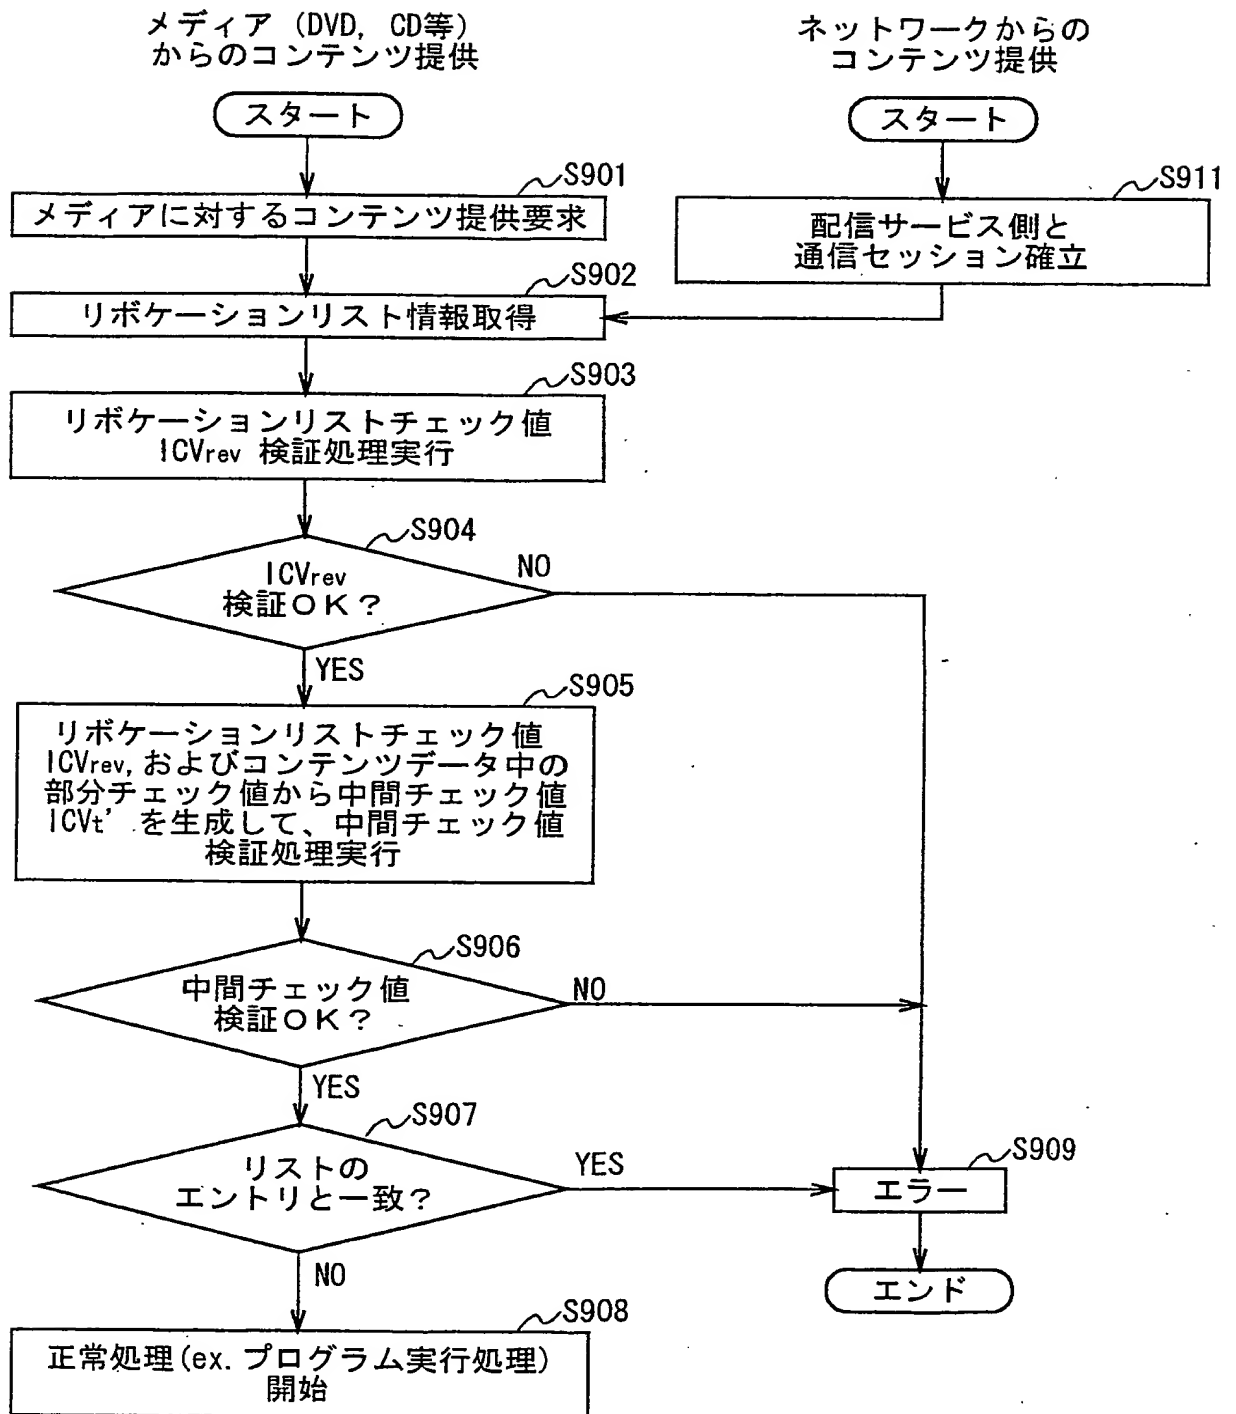 メディア (DVD, CD等)
からのコンテンツ提供
ネットワークからの
コンテンツ提供
スタート
スタート
S901
メディアに対するコンテンツ提供要求
S911
配信サービス側と
通信セッション確立
S902
リボケーションリスト情報取得
S903
リボケーションリストチェック値
ICVrev 検証処理実行
S904
ICVrev
検証OK?
NO
YES
S905
リボケーションリストチェック値
ICVrev, およびコンテンツデータ中の
部分チェック値から中間チェック値
ICVt' を生成して、中間チェック値
検証処理実行
S906
中間チェック値
検証OK?
NO
YES
S907
リストの
エントリと一致?
YES
S909
エラー
NO
エンド
S908
正常処理(ex. プログラム実行処理)
開始